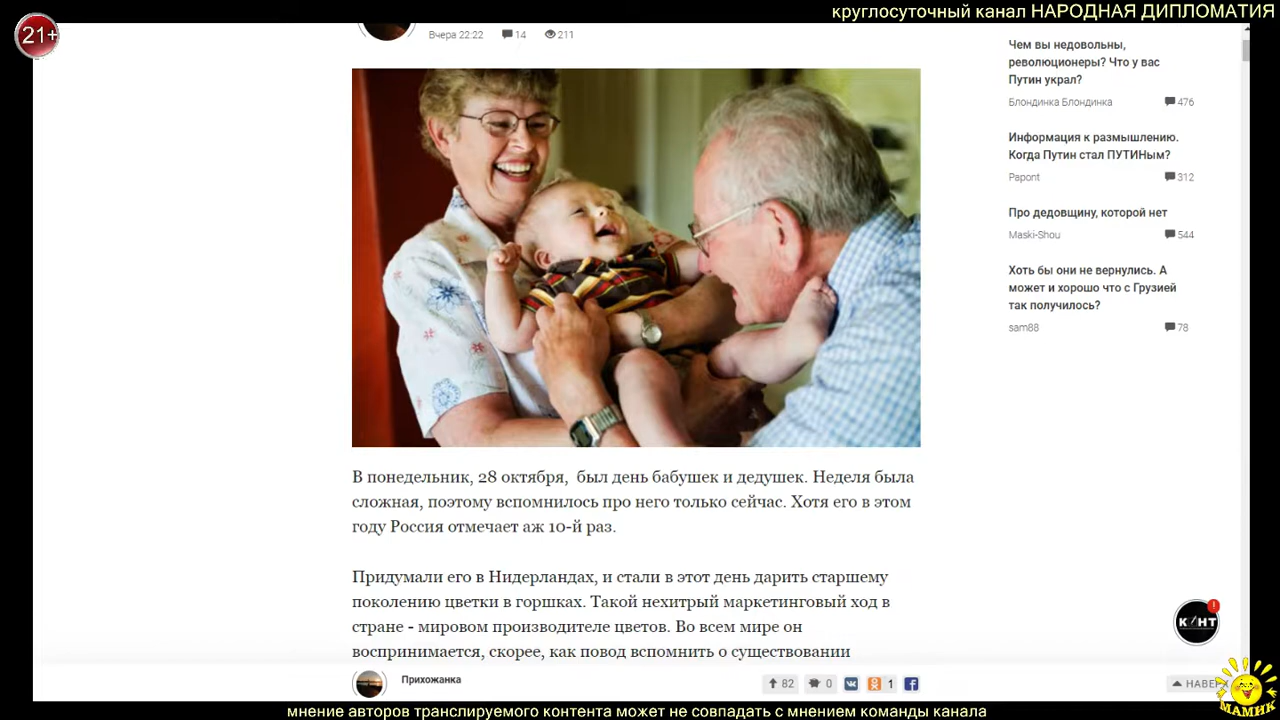 круглосуточный канал НАРОДНАЯ ДИПЛОМАТИЯ
21+
Вчера 22:22 14 211
Чем вы недовольны,
революционеры? Что у вас
Путин украл?
Блондинка Блондинка 476
Информация к размышлению.
Когда Путин стал ПУТИНым?
Papont 312
Про дедовщину, которой нет
Maski-Shou 544
Хоть бы они не вернулись. А
может и хорошо что с Грузией
так получилось?
sam88 78
В понедельник, 28 октября, был день бабушек и дедушек. Неделя была
сложная, поэтому вспомнилось про него только сейчас. Хотя его в этом
году Россия отмечает аж 10-й раз.
Придумали его в Нидерландах, и стали в этот день дарить старшему
поколению цветки в горшках. Такой нехитрый маркетинговый ход в
стране - мировом производителе цветов. Во всем мире он
воспринимается, скорее, как повод вспомнить о существовании
Прихожанка
82 0 1
НАВЕРХ
МАМИК
мнение авторов транслируемого контента может не совпадать с мнением команды канала